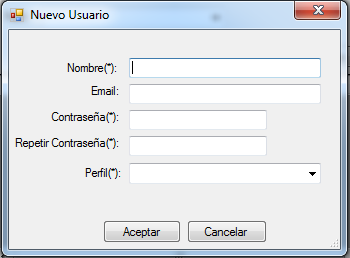 Nuevo Usuario
Nombre(*):
Email:
Contraseña(*):
Repetir Contraseña(*):
Perfil(*):
Aceptar Cancelar